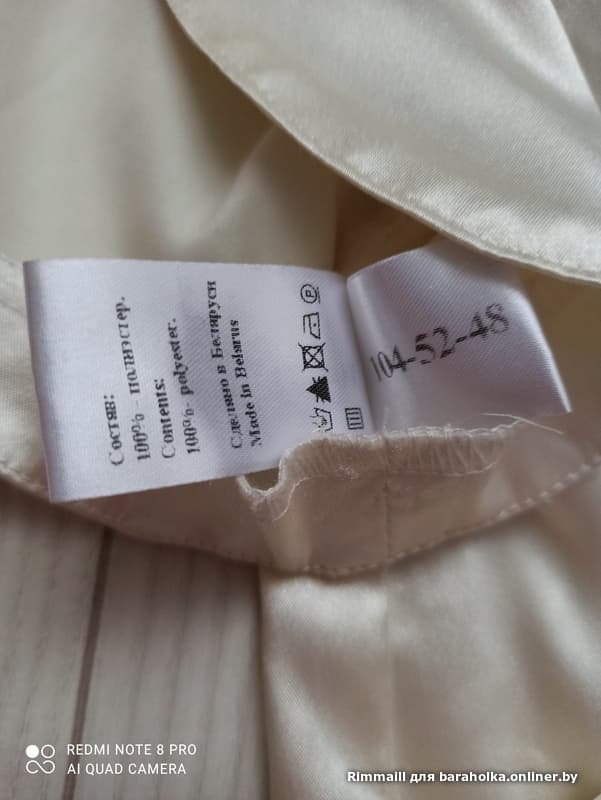 Состав:
100%- полиэстер.
Contents:
100%- polyester.
Сделано в Беларуси
Made in Belarus
P
104-52-48
REDMI NOTE 8 PRO
AI QUAD CAMERA
Rimmaill для baraholka.onliner.by